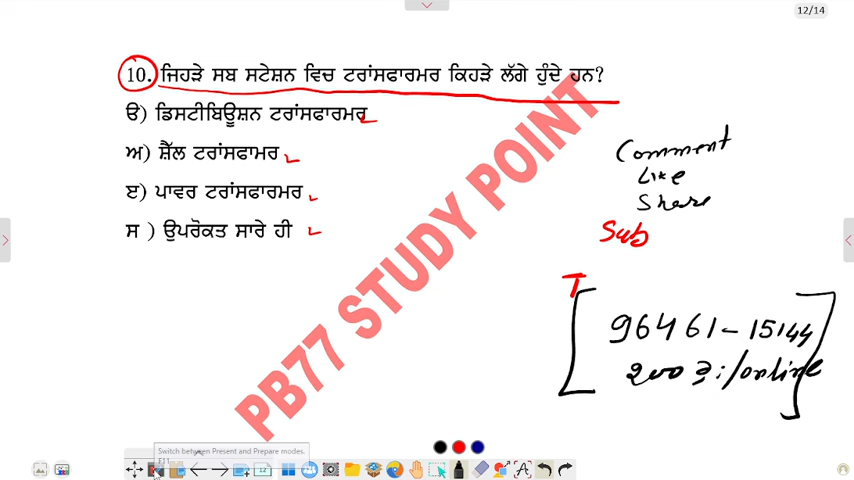 12/14
10. ਜਿਹੜੇ ਸਬ ਸਟੇਸ਼ਨ ਵਿਚ ਟਰਾਂਸਫਾਰਮਰ ਕਿਹੜੇ ਲੱਗੇ ਹੁੰਦੇ ਹਨ?
ੳ) ਡਿਸਟੀਬਿਊਸ਼ਨ ਟਰਾਂਸਫਾਰਮਰ
ਅ) ਸ਼ੈੱਲ ਟਰਾਂਸਫਾਮਰ
ੲ) ਪਾਵਰ ਟਰਾਂਸਫਾਰਮਰ
ਸ ) ਉਪਰੋਕਤ ਸਾਰੇ ਹੀ
PB77 STUDY POINT
Comment
Like
Share
Sub
T
96461-15144
/online
Switch between Present and Prepare modes.
F11
12